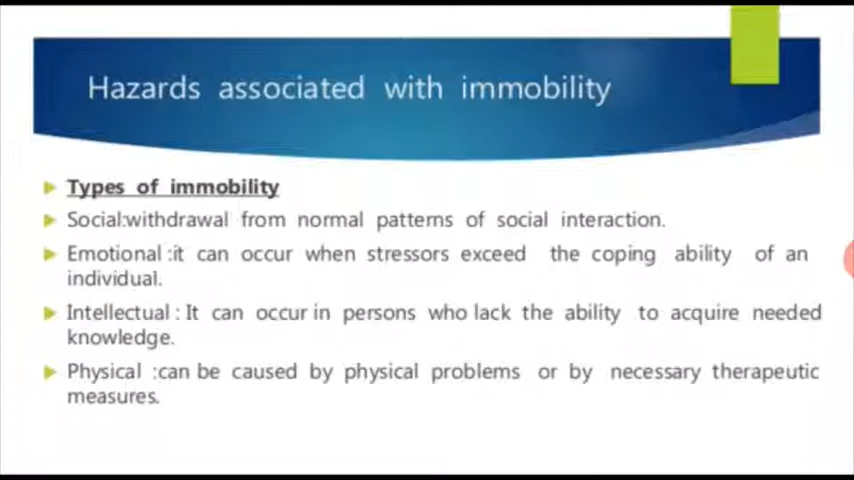 Hazards associated with immobility
Types of immobility
Social:withdrawal from normal patterns of social interaction.
Emotional :it can occur when stressors exceed the coping ability of an
individual.
Intellectual : It can occur in persons who lack the ability to acquire needed
knowledge.
Physical :can be caused by physical problems or by necessary therapeutic
measures.